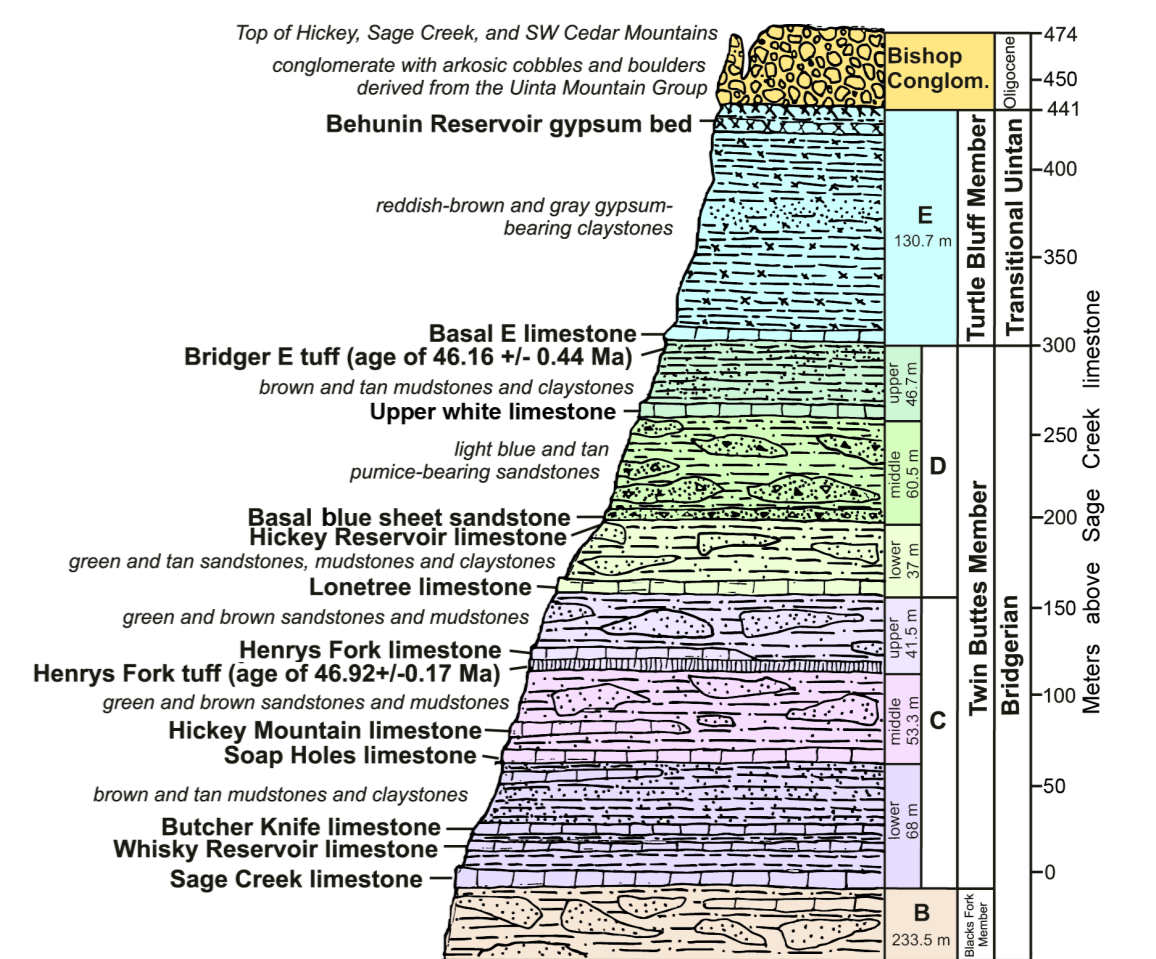 Top of Hickey, Sage Creek, and SW Cedar Mountains
conglomerate with arkosic cobbles and boulders
derived from the Uinta Mountain Group
Behunin Reservoir gypsum bed
reddish-brown and gray gypsum-
bearing claystones
Basal E limestone
Bridger E tuff (age of 46.16 +/- 0.44 Ma)
brown and tan mudstones and claystones
Upper white limestone
light blue and tan
pumice-bearing sandstones
Basal blue sheet sandstone
Hickey Reservoir limestone
green and tan sandstones, mudstones and claystones
Lonetree limestone
green and brown sandstones and mudstones
Henrys Fork limestone
Henrys Fork tuff (age of 46.92+/-0.17 Ma)
green and brown sandstones and mudstones
Hickey Mountain limestone
Soap Holes limestone
brown and tan mudstones and claystones
Butcher Knife limestone
Whisky Reservoir limestone
Sage Creek limestone
Bishop
Conglom.
E
130.7 m
upper
46.7 m
middle
60.5 m
lower
37 m
D
upper
41.5 m
middle
53.3 m
lower
68 m
C
B
233.5 m
Turtle Bluff Member
Twin Buttes Member
Blacks Fork
Member
Oligocene
Transitional Uintan
Bridgerian
474
450
441
400
350
300
250
200
150
100
50
0
Meters above Sage Creek limestone